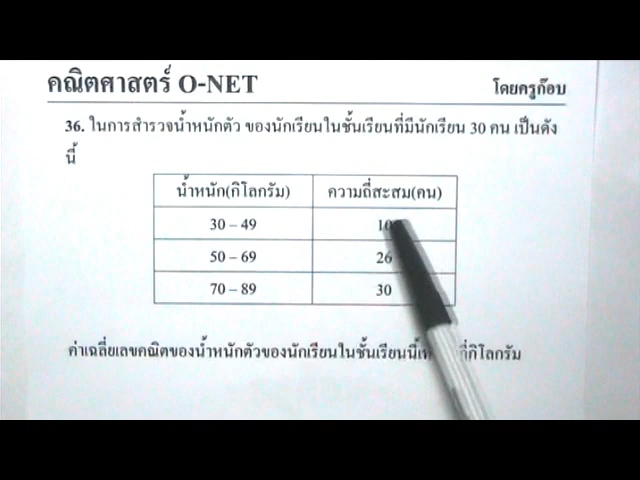 คณิตศาสตร์ O-NET โดยครูก๊อบ
36. ในการสำรวจน้ำหนักตัว ของนักเรียนในชั้นเรียนที่มีนักเรียน 30 คน เป็นดัง
นี้
น้ำหนัก(กิโลกรัม) ความถี่สะสม(คน)
30 – 49 10
50 – 69 26
70 – 89 30
ค่าเฉลี่ยเลขคณิตของน้ำหนักตัวของนักเรียนในชั้นเรียนนี้ กี่กิโลกรัม